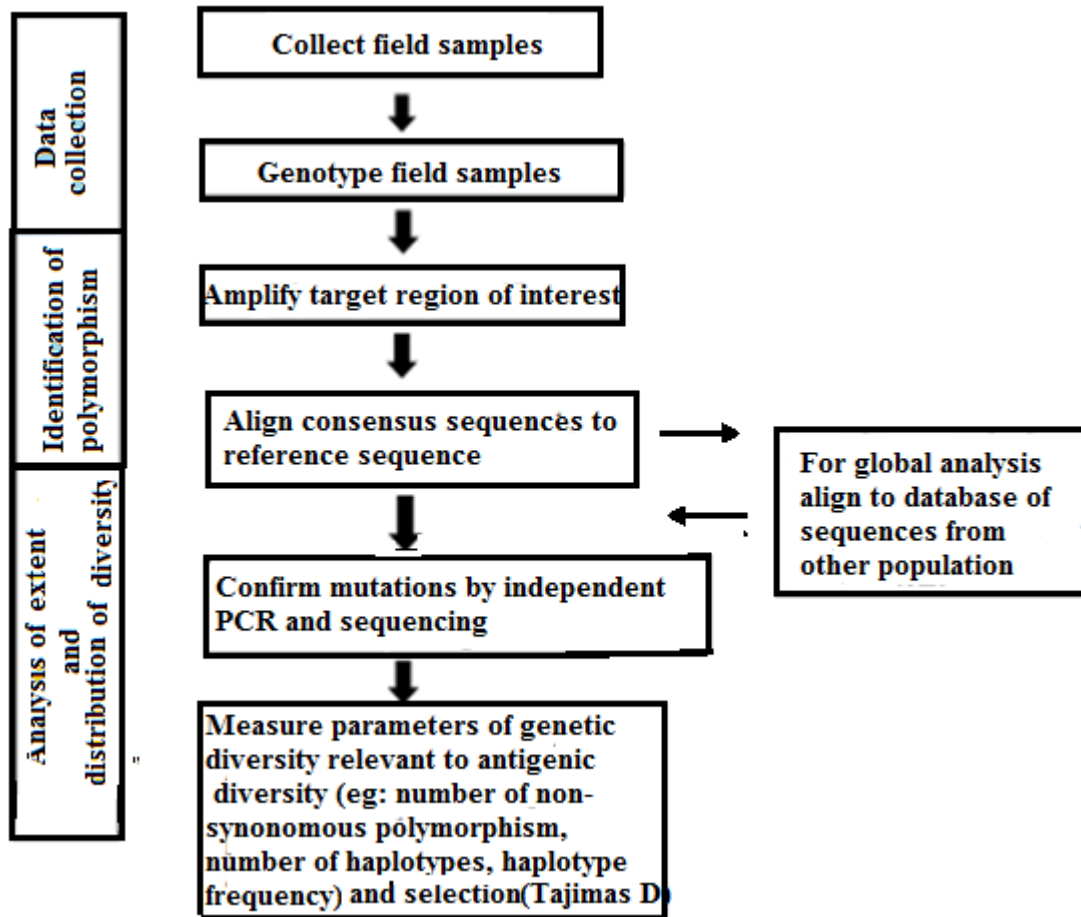 Data
collection
Collect field samples
Genotype field samples
Identification of
polymorphism
Amplify target region of interest
Align consensus sequences to
reference sequence
For global analysis
align to database of
sequences from
other population
Analysis of extent
and
distribution of diversity
Confirm mutations by independent
PCR and sequencing
Measure parameters of genetic
diversity relevant to antigenic
diversity (eg: number of non-
synonomous polymorphism,
number of haplotypes, haplotype
frequency) and selection(Tajimas D)
"